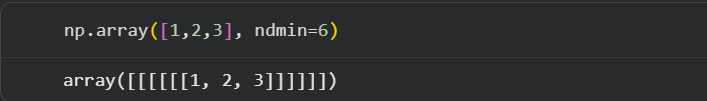 np.array([1,2,3], ndmin=6)
array([[[[[[1, 2, 3]]]]]])